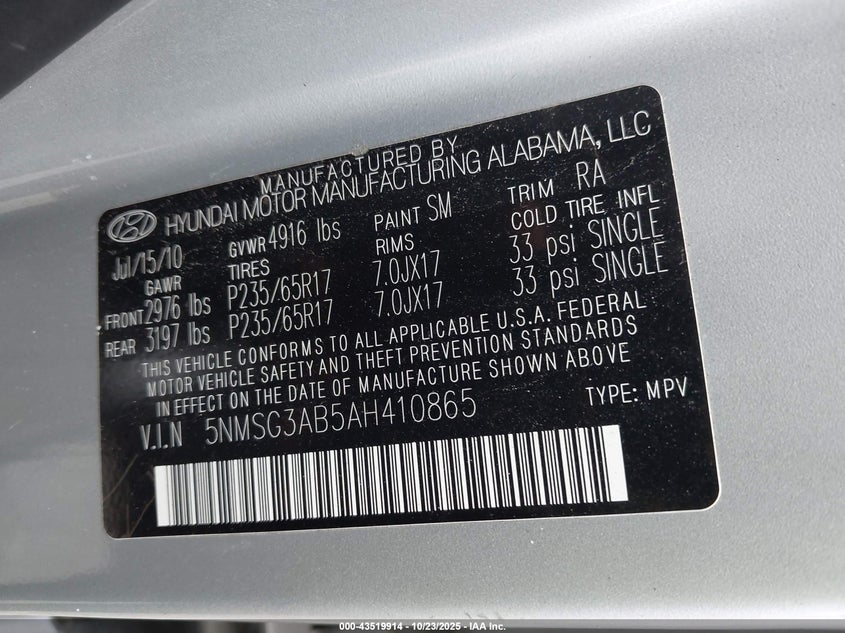 MANUFACTURED BY
HYUNDAI MOTOR MANUFACTURING ALABAMA, LLC
Jul/15/10 GVWR 4916 lbs PAINT SM TRIM RA
GAWR TIRES RIMS COLD TIRE INFL
FRONT 2976 lbs P235/65R17 7.0JX17 33 psi SINGLE
REAR 3197 lbs P235/65R17 7.0JX17 33 psi SINGLE
THIS VEHICLE CONFORMS TO ALL APPLICABLE U.S.A. FEDERAL
MOTOR VEHICLE SAFETY AND THEFT PREVENTION STANDARDS
IN EFFECT ON THE DATE OF MANUFACTURE SHOWN ABOVE
V.I.N 5NMSG3AB5AH410865 TYPE: MPV
000-43519914 - 10/23/2025 - IAA Inc.